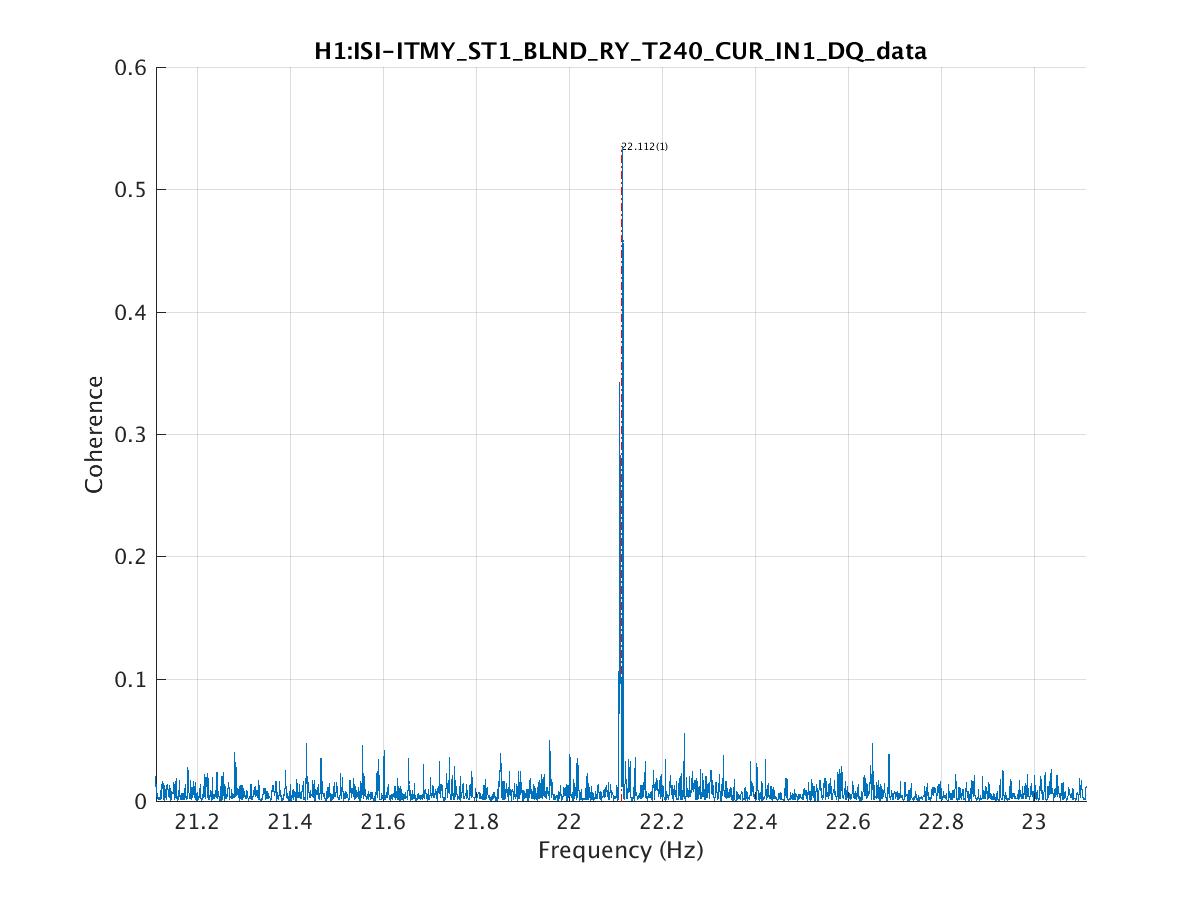 H1:ISI-ITMY_ST1_BLND_RY_T240_CUR_IN1_DQ_data
0.6
22.112(1)
0.5
0.4
0.3
0.2
0.1
0
Coherence
21.2 21.4 21.6 21.8 22 22.2 22.4 22.6 22.8 23
Frequency (Hz)